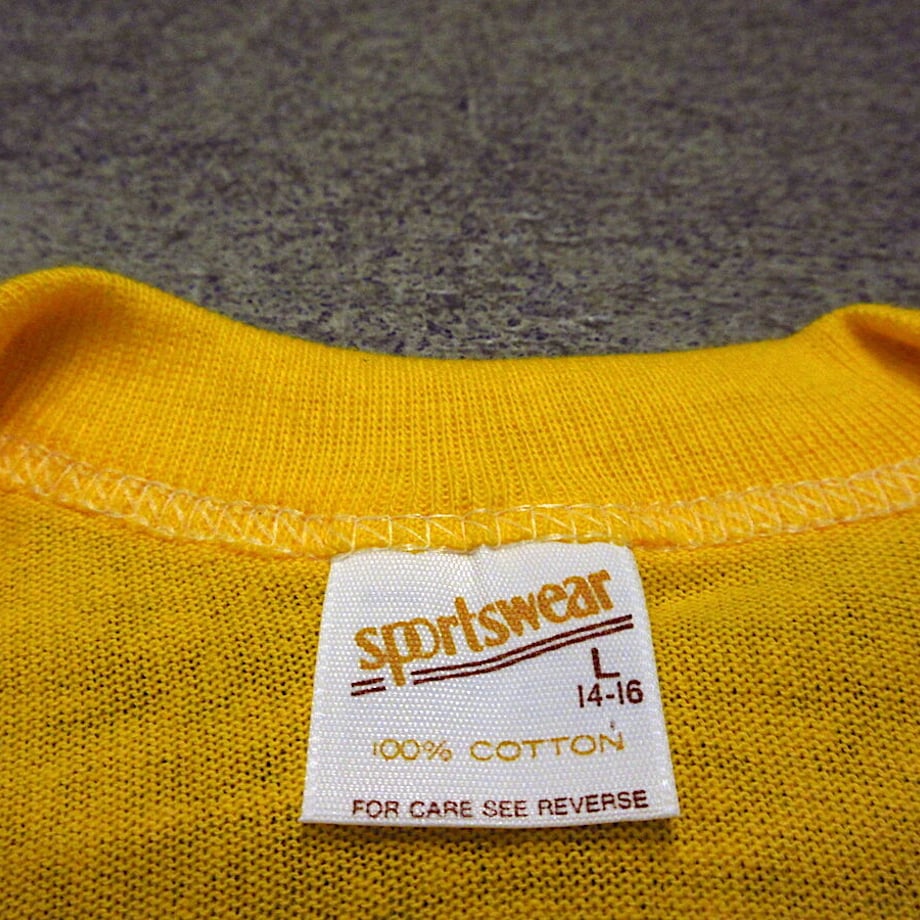 sportswear
L
14-16
100% COTTON
FOR CARE SEE REVERSE